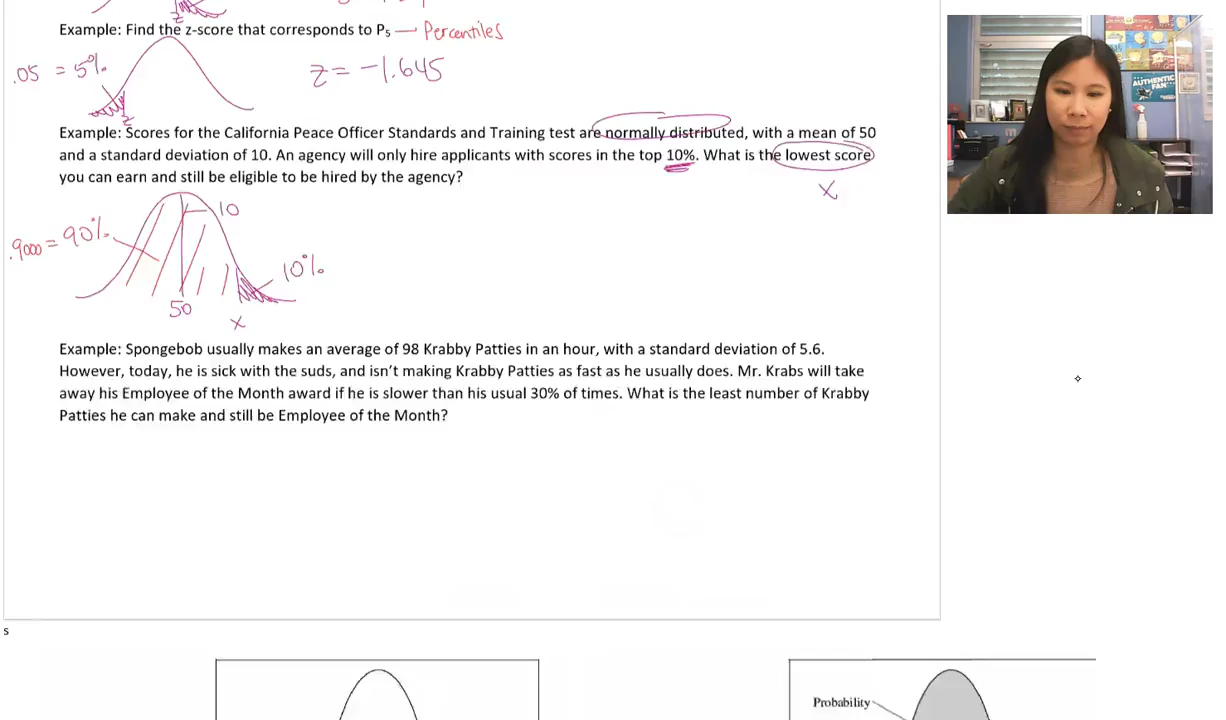 Example: Find the z-score that corresponds to P5 — Percentiles
.05 = 5%
z = -1.645
z
Example: Scores for the California Peace Officer Standards and Training test are normally distributed, with a mean of 50
and a standard deviation of 10. An agency will only hire applicants with scores in the top 10%. What is the lowest score
you can earn and still be eligible to be hired by the agency?
x
10
.9000 = 90%
10%
50
x
Example: Spongebob usually makes an average of 98 Krabby Patties in an hour, with a standard deviation of 5.6.
However, today, he is sick with the suds, and isn't making Krabby Patties as fast as he usually does. Mr. Krabs will take
away his Employee of the Month award if he is slower than his usual 30% of times. What is the least number of Krabby
Patties he can make and still be Employee of the Month?
s
Probability
AUTHENTIC
FAN